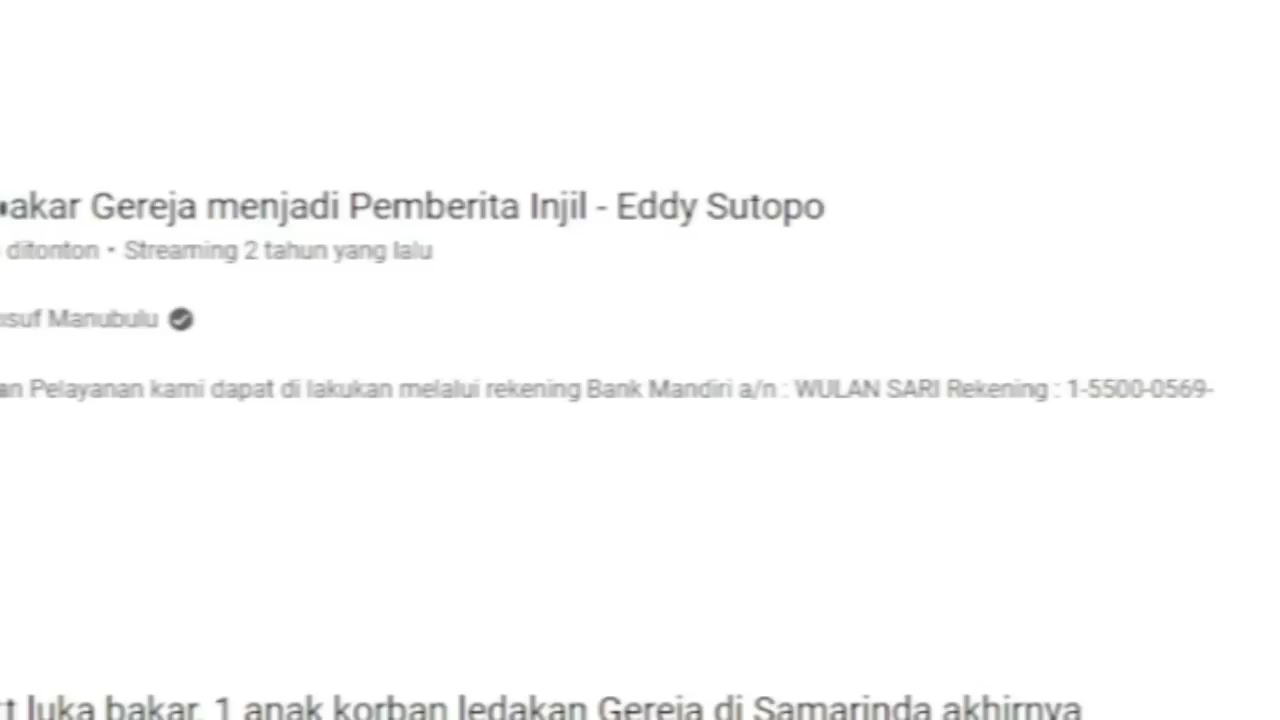 akar Gereja menjadi Pemberita Injil - Eddy Sutopo
ditonton • Streaming 2 tahun yang lalu
usuf Manubulu
an Pelayanan kami dapat di lakukan melalui rekening Bank Mandiri a/n : WULAN SARI Rekening : 1-5500-0569-
luka bakar, 1 anak korban ledakan Gereja di Samarinda akhirnya